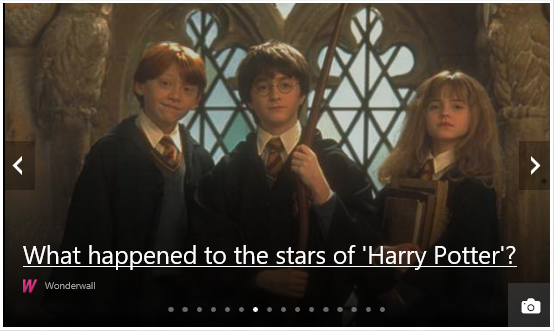 What happened to the stars of 'Harry Potter'?
W Wonderwall